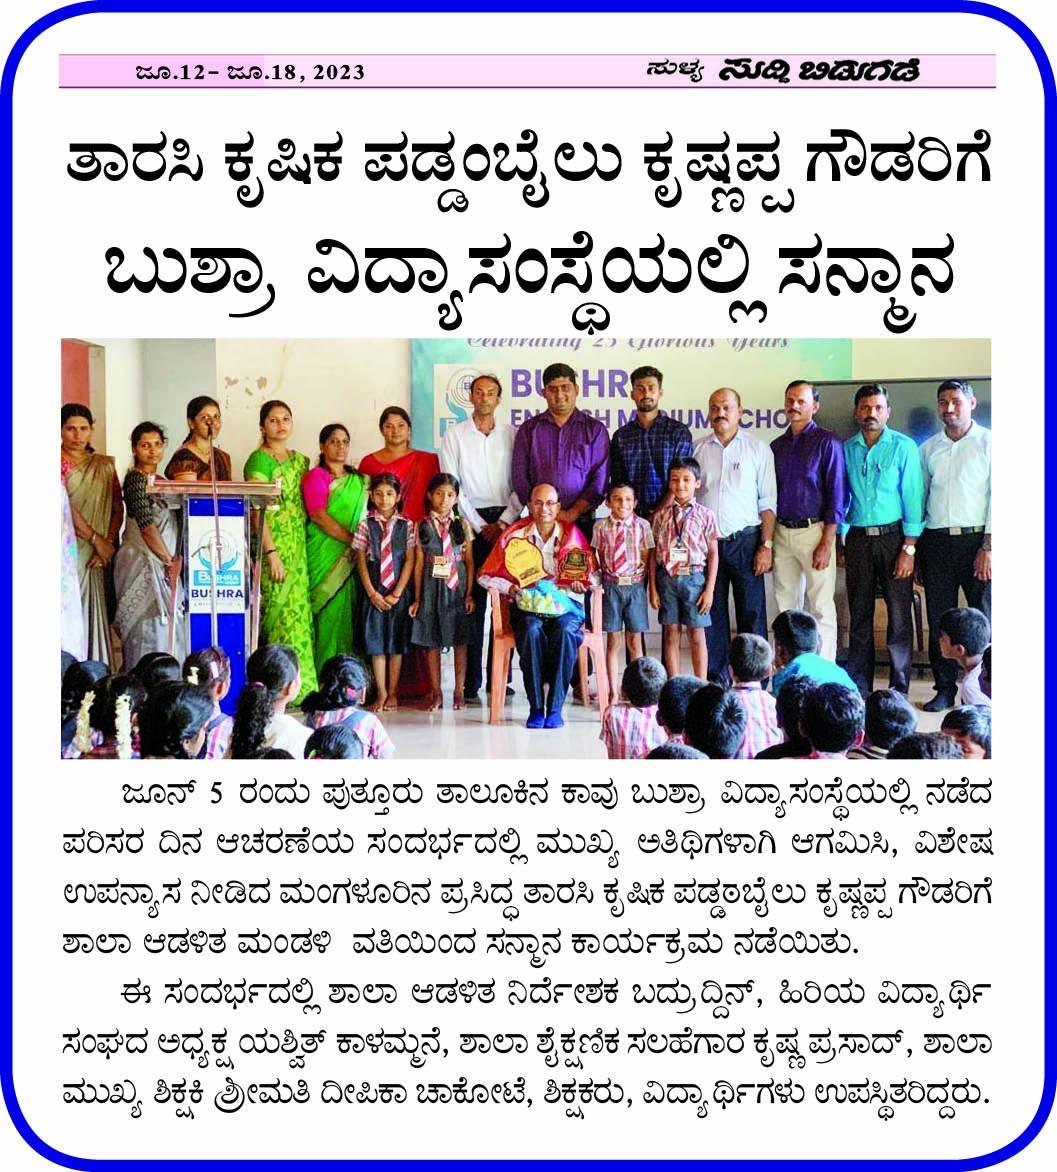 ಜೂ.12- ಜೂ.18, 2023
ಸುಳ್ಯ ಸುದ್ದಿ ಬಿಡುಗಡೆ
ತಾರಸಿ ಕೃಷಿಕ ಪಡ್ಡಂಬೈಲು ಕೃಷ್ಣಪ್ಪ ಗೌಡರಿಗೆ
ಬುಶ್ರಾ ವಿದ್ಯಾಸಂಸ್ಥೆಯಲ್ಲಿ ಸನ್ಮಾನ
Celebrating 25 Glorious Years
BUSHRA
ENGLISH MEDIUM SCHO
BUSHRA
BUSHRA
ಜೂನ್ 5 ರಂದು ಪುತ್ತೂರು ತಾಲೂಕಿನ ಕಾವು ಬುಶ್ರಾ ವಿದ್ಯಾಸಂಸ್ಥೆಯಲ್ಲಿ ನಡೆದ
ಪರಿಸರ ದಿನ ಆಚರಣೆಯ ಸಂದರ್ಭದಲ್ಲಿ ಮುಖ್ಯ ಅತಿಥಿಗಳಾಗಿ ಆಗಮಿಸಿ, ವಿಶೇಷ
ಉಪನ್ಯಾಸ ನೀಡಿದ ಮಂಗಳೂರಿನ ಪ್ರಸಿದ್ಧ ತಾರಸಿ ಕೃಷಿಕ ಪಡ್ಡಠಬೈಲು ಕೃಷ್ಣಪ್ಪ ಗೌಡರಿಗೆ
ಶಾಲಾ ಆಡಳಿತ ಮಂಡಳಿ ವತಿಯಿಂದ ಸನ್ಮಾನ ಕಾರ್ಯಕ್ರಮ ನಡೆಯಿತು.
ಈ ಸಂದರ್ಭದಲ್ಲಿ ಶಾಲಾ ಆಡಳಿತ ನಿರ್ದೇಶಕ ಬದ್ರುದ್ದಿನ್, ಹಿರಿಯ ವಿದ್ಯಾರ್ಥಿ
ಸಂಘದ ಅಧ್ಯಕ್ಷ ಯಶ್ವಿತ್ ಕಾಳಮ್ಮನೆ, ಶಾಲಾ ಶೈಕ್ಷಣಿಕ ಸಲಹೆಗಾರ ಕೃಷ್ಣ ಪ್ರಸಾದ್, ಶಾಲಾ
ಮುಖ್ಯ ಶಿಕ್ಷಕಿ ಶ್ರೀಮತಿ ದೀಪಿಕಾ ಚಾಕೋಟೆ, ಶಿಕ್ಷಕರು, ವಿದ್ಯಾರ್ಥಿಗಳು ಉಪಸ್ಥಿತರಿದ್ದರು.